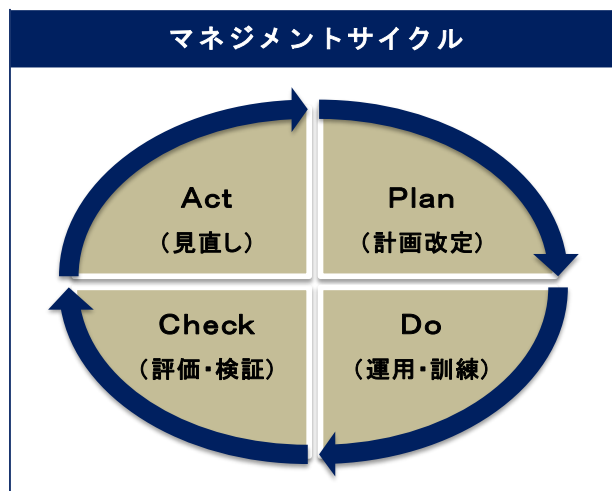 マネジメントサイクル
Act
（見直し）
Plan
（計画改定）
Check
（評価・検証）
Do
（運用・訓練）